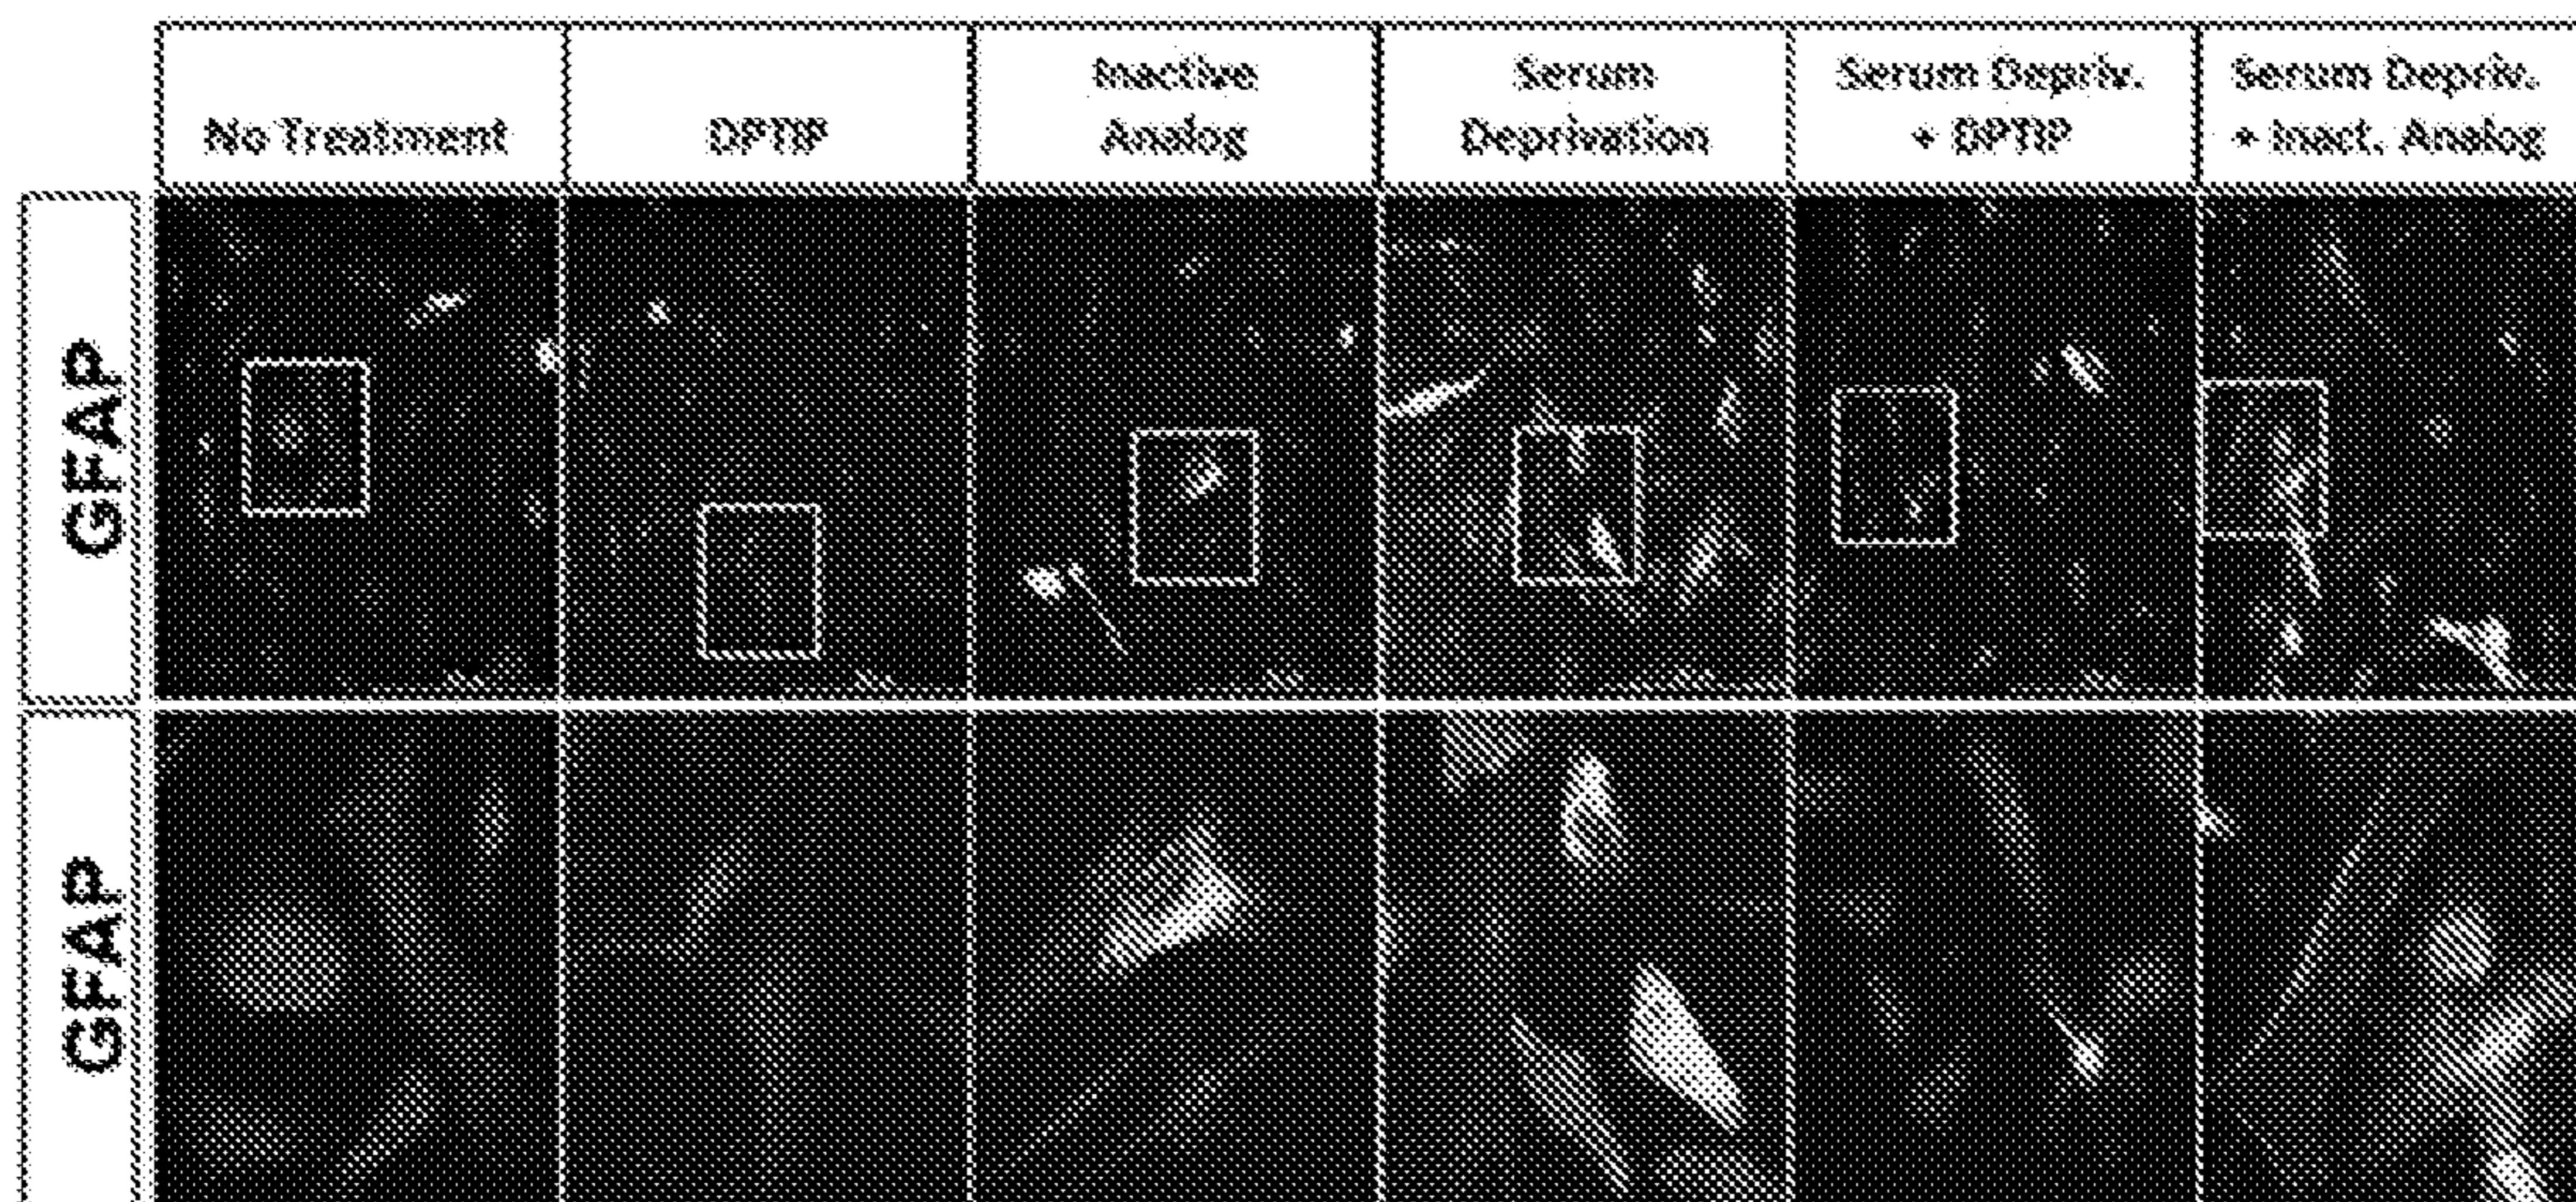 No Treatment
DPTIP
Inactive
Analog
Serum
Deprivation
Serum Depriv.
+ DPTIP
Serum Depriv.
+ Inact. Analog
GFAP
GFAP